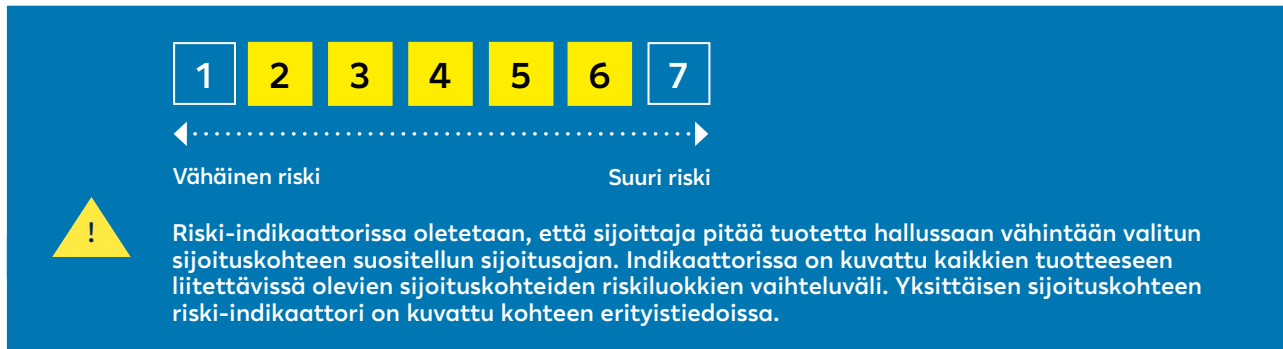 1 2 3 4 5 6 7
Vähäinen riski Suuri riski
!
Riski-indikaattorissa oletetaan, että sijoittaja pitää tuotetta hallussaan vähintään valitun
sijoituskohteen suositellun sijoitusajan. Indikaattorissa on kuvattu kaikkien tuotteeseen
liitettävissä olevien sijoituskohteiden riskiluokkien vaihteluväli. Yksittäisen sijoituskohteen
riski-indikaattori on kuvattu kohteen erityistiedoissa.